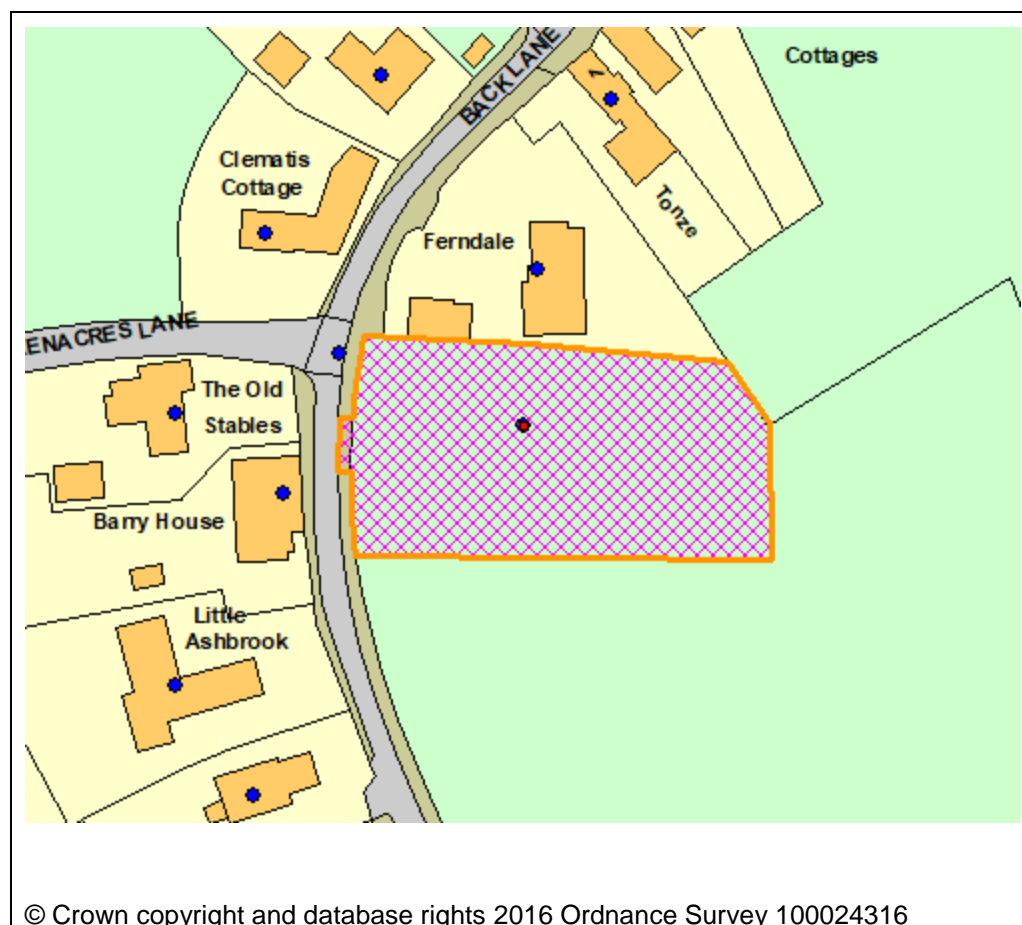 Cottages
BACK LANE
Clematis
Cottage
Tonze
Ferndale
ENACRES LANE
The Old
Stables
Barry House
Little
Ashbrook
© Crown copyright and database rights 2016 Ordnance Survey 100024316